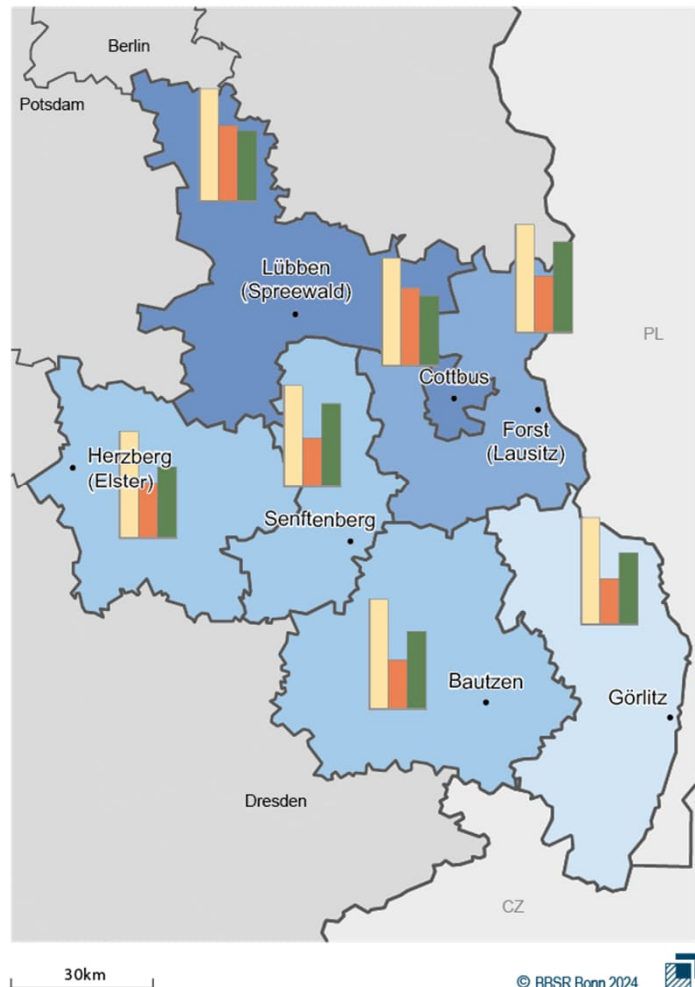 Berlin
Potsdam
Lübben
(Spreewald)
PL
Cottbus
Forst
(Lausitz)
Herzberg
(Elster)
Senftenberg
Bautzen
Görlitz
Dresden
CZ
30km
© BBSR Bonn 2024